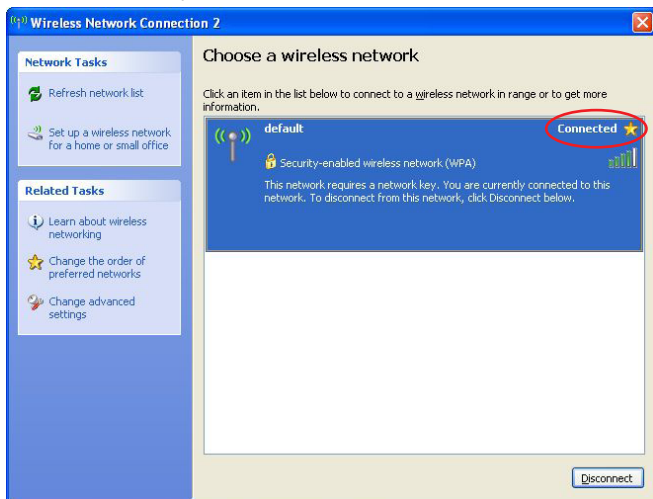 Wireless Network Connection 2
Network Tasks
Refresh network list
Set up a wireless network
for a home or small office
Related Tasks
Learn about wireless
networking
Change the order of
preferred networks
Change advanced
settings
Choose a wireless network
Click an item in the list below to connect to a wireless network in range or to get more
information.
default
Connected
Security-enabled wireless network (WPA)
This network requires a network key. You are currently connected to this
network. To disconnect from this network, click Disconnect below.
Disconnect